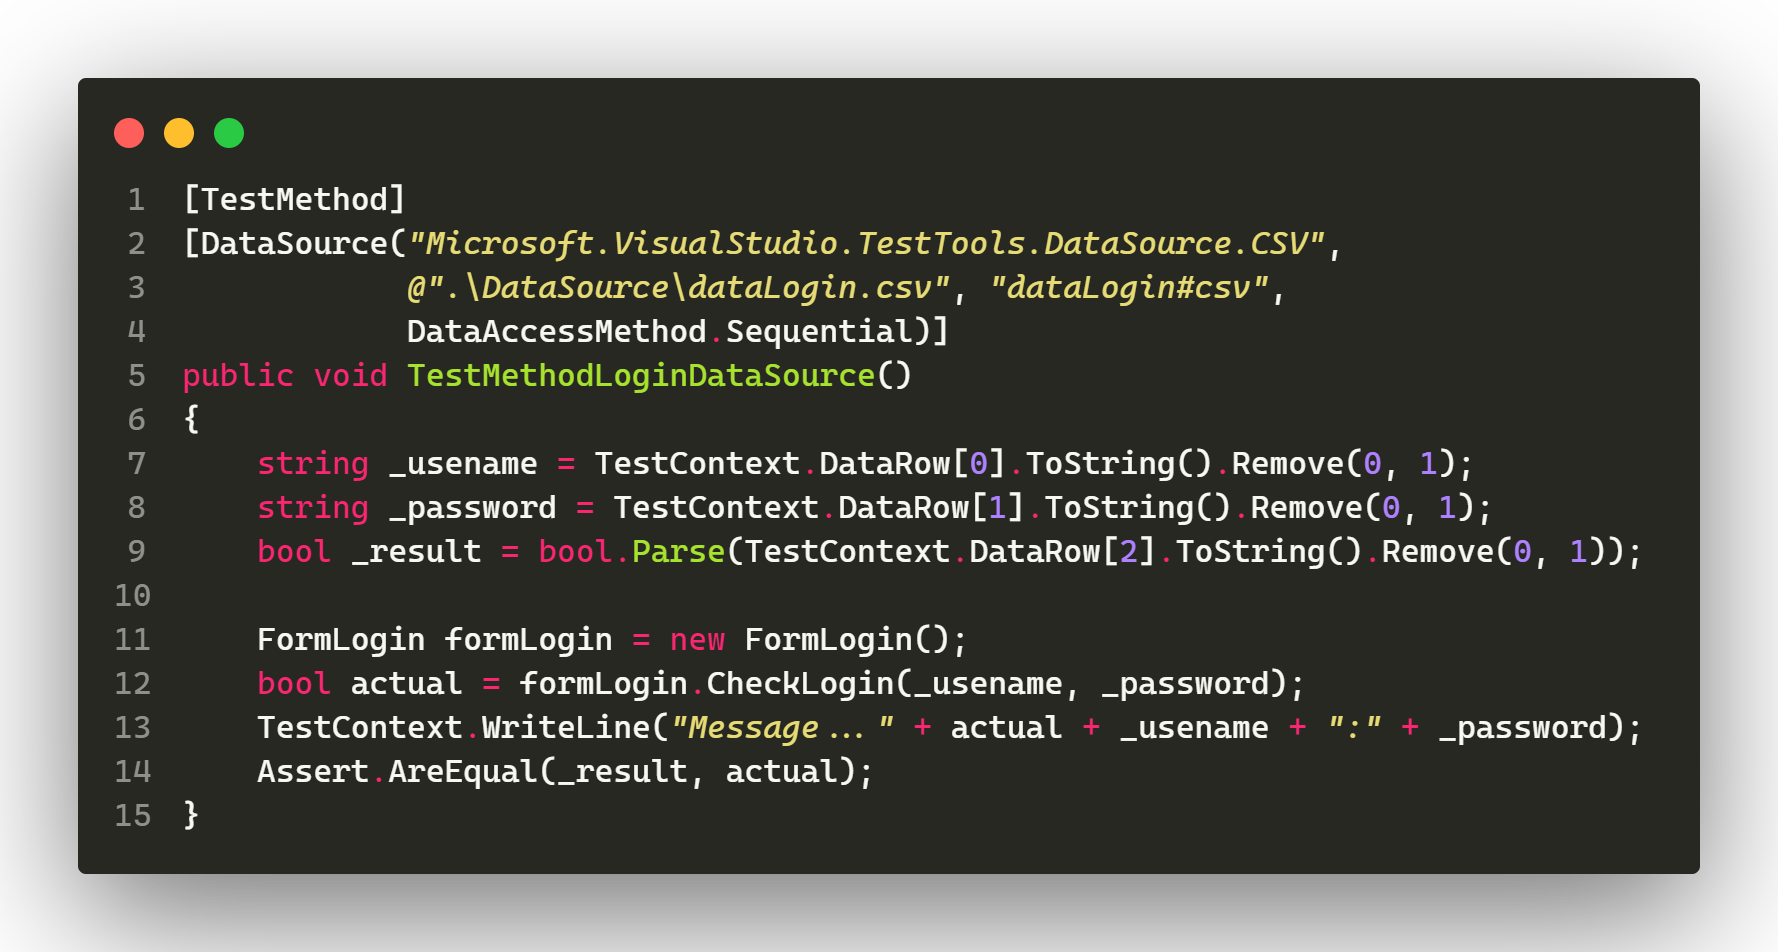 1 [TestMethod]
2 [DataSource("Microsoft.VisualStudio.TestTools.DataSource.CSV",
3             @".\DataSource\dataLogin.csv", "dataLogin#csv",
4             DataAccessMethod.Sequential)]
5 public void TestMethodLoginDataSource()
6 {
7     string _usename = TestContext.DataRow[0].ToString().Remove(0, 1);
8     string _password = TestContext.DataRow[1].ToString().Remove(0, 1);
9     bool _result = bool.Parse(TestContext.DataRow[2].ToString().Remove(0, 1));
10
11     FormLogin formLogin = new FormLogin();
12     bool actual = formLogin.CheckLogin(_usename, _password);
13     TestContext.WriteLine("Message..." + actual + _usename + ":" + _password);
14     Assert.AreEqual(_result, actual);
15 }